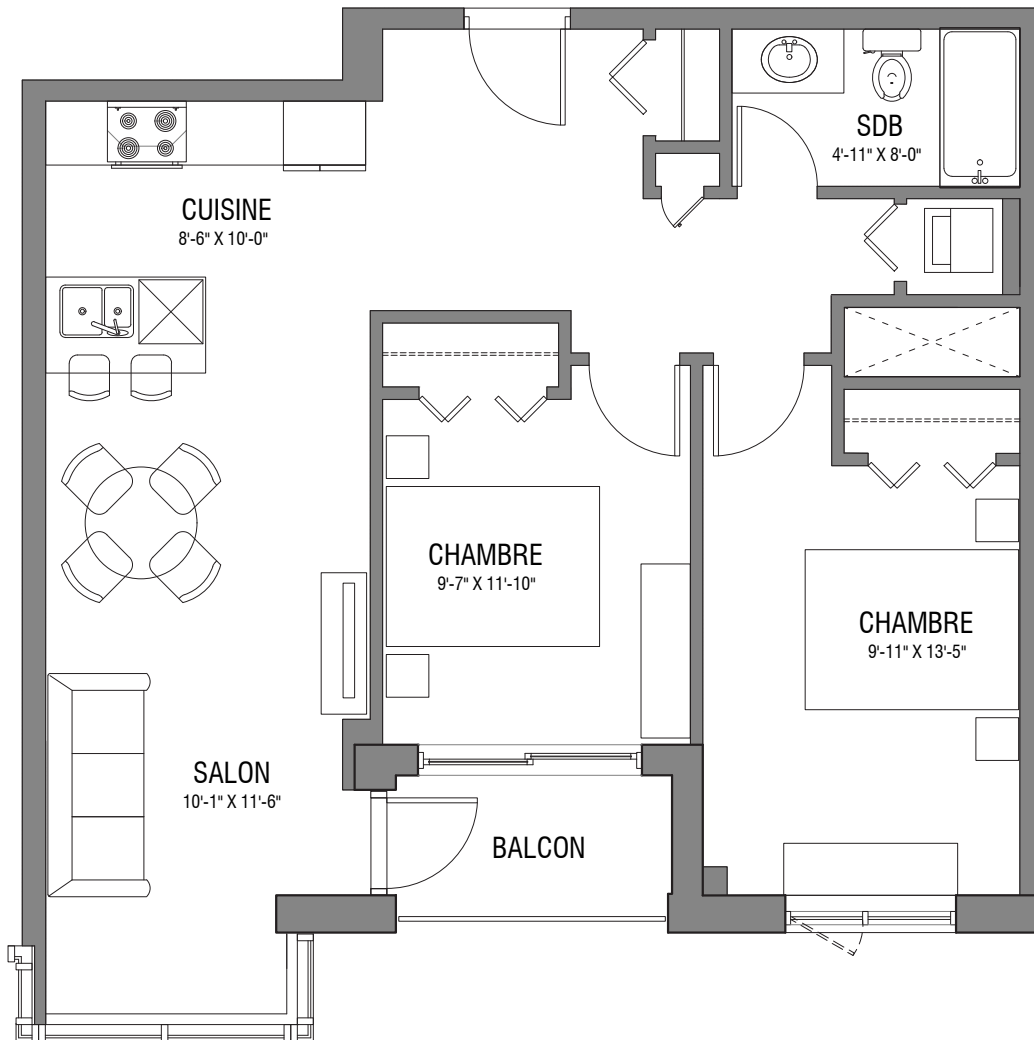 SDB
4'-11" X 8'-0"
CUISINE
8'-6" X 10'-0"
CHAMBRE
9'-7" X 11'-10"
CHAMBRE
9'-11" X 13'-5"
SALON
10'-1" X 11'-6"
BALCON